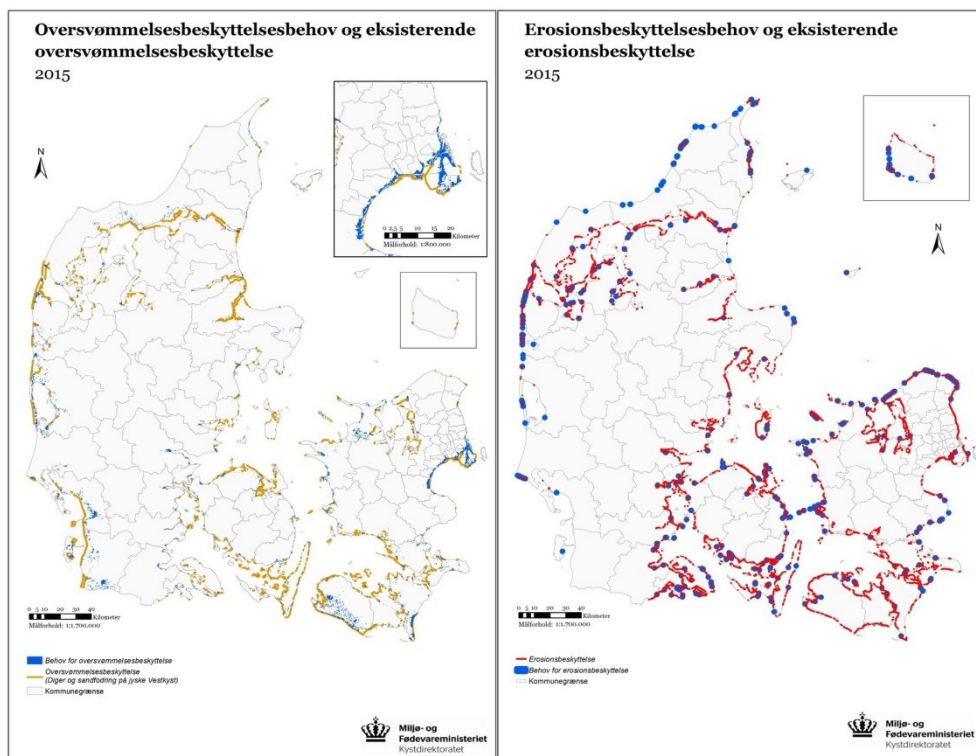 Oversvømmelsesbeskyttelsesbehov og eksisterende
oversvømmelsesbeskyttelse
2015
N
0 2,5 5 10 15 20
Kilometer
Målforhold: 1:800.000
0 5 10 20 30 40
Kilometer
Målforhold: 1:1.700.000
Behov for oversvømmelsesbeskyttelse
Oversvømmelsesbeskyttelse
(Diger og sandfodring på jyske Vestkyst)
Kommunegrænse
Miljø- og
Fødevareministeriet
Kystdirektoratet
Erosionsbeskyttelsesbehov og eksisterende
erosionsbeskyttelse
2015
N
0 5 10 20 30 40
Kilometer
Målforhold: 1:1.700.000
Erosionsbeskyttelse
Behov for erosionsbeskyttelse
Kommunegrænse
Miljø- og
Fødevareministeriet
Kystdirektoratet